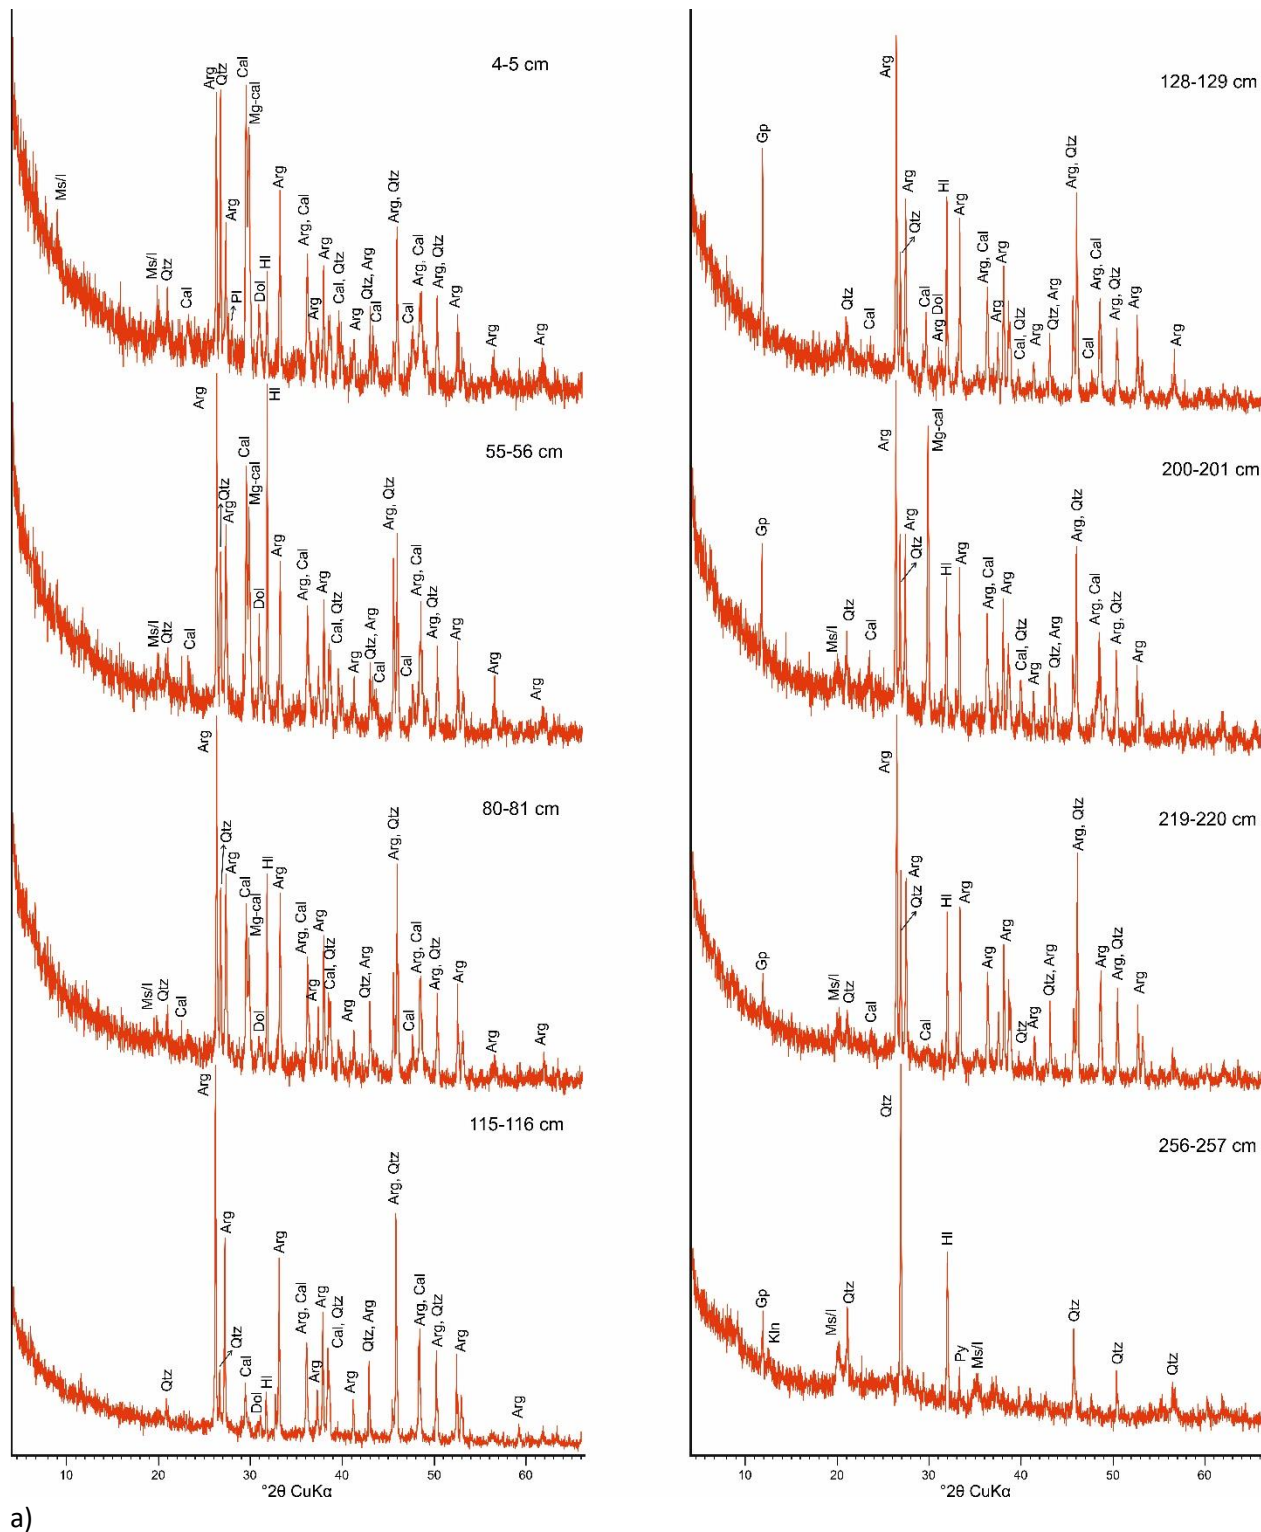 4-5 cm
Ms/I
Ms/I
Qtz
Cal
Arg
Qtz
Arg
Pl
Cal
Mg-cal
Dol
Hl
Arg
Arg, Cal
Arg
Arg
Cal, Qtz
Arg
Qtz, Arg
Cal
Arg, Qtz
Cal
Arg, Cal
Arg, Qtz
Arg
Arg
Arg
55-56 cm
Ms/I
Qtz
Cal
Arg
Qtz
Arg
Cal
Mg-cal
Dol
Hl
Arg
Arg, Cal
Arg
Cal, Qtz
Arg
Qtz, Arg
Cal
Arg, Qtz
Cal
Arg, Cal
Arg, Qtz
Arg
Arg
Arg
80-81 cm
Ms/I
Qtz
Cal
Arg
Qtz
Arg
Cal
Mg-cal
Dol
Hl
Arg
Arg, Cal
Arg
Arg
Cal, Qtz
Arg
Qtz, Arg
Arg, Qtz
Cal
Arg, Cal
Arg, Qtz
Arg
Arg
Arg
115-116 cm
Qtz
Arg
Arg
Qtz
Cal
Dol
Hl
Arg
Arg, Cal
Arg
Arg
Cal, Qtz
Arg
Qtz, Arg
Arg, Qtz
Arg, Cal
Arg, Qtz
Arg
Arg
10 20 30 40 50 60
°2θ CuKα
128-129 cm
Gp
Qtz
Cal
Arg
Arg
Qtz
Cal
Arg
Dol
Hl
Arg
Arg, Cal
Arg
Arg
Cal, Qtz
Arg
Qtz, Arg
Arg, Qtz
Cal
Arg, Cal
Arg, Qtz
Arg
Arg
200-201 cm
Gp
Ms/I
Qtz
Cal
Arg
Arg
Qtz
Mg-cal
Hl
Arg
Arg, Cal
Arg
Cal, Qtz
Arg
Qtz, Arg
Arg, Qtz
Arg, Cal
Arg, Qtz
Arg
219-220 cm
Gp
Ms/I
Qtz
Cal
Arg
Arg
Qtz
Cal
Hl
Arg
Arg
Arg
Qtz
Arg
Qtz, Arg
Arg, Qtz
Arg
Arg, Qtz
Arg
256-257 cm
Gp
Kln
Ms/I
Qtz
Qtz
Hl
Py
Ms/I
Qtz
Qtz
Qtz
10 20 30 40 50 60
°2θ CuKα
a)